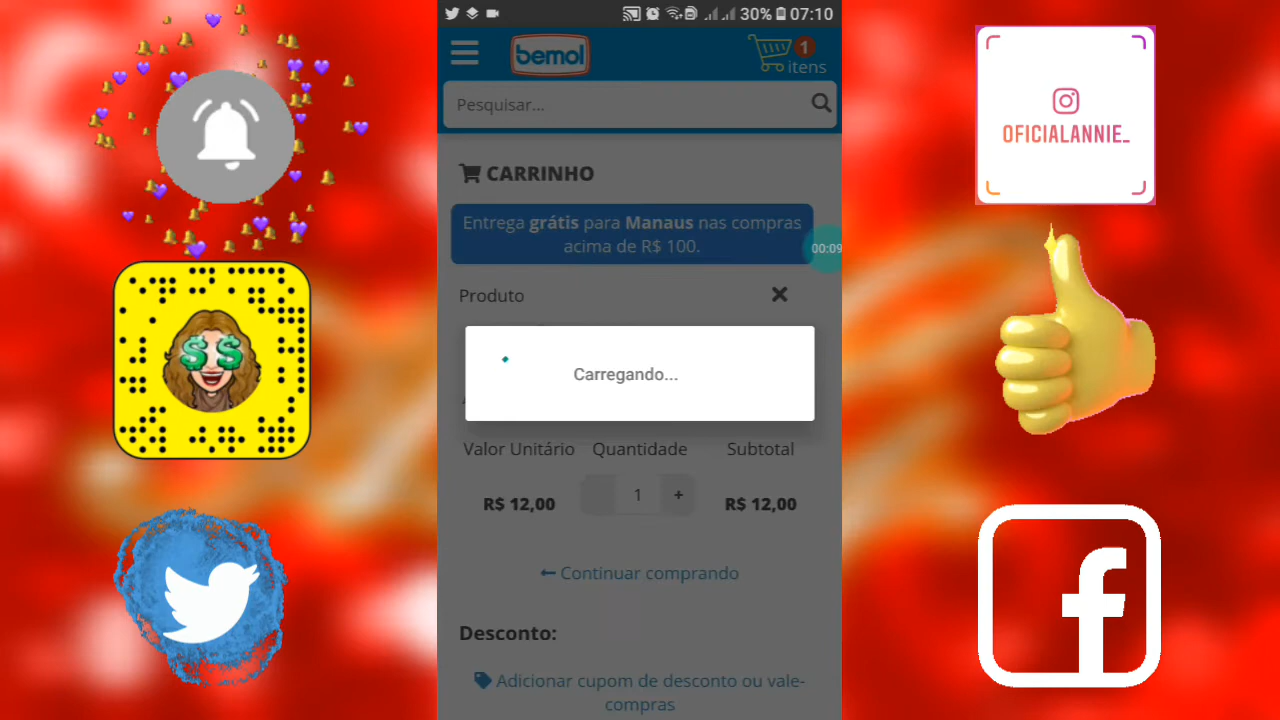 30% 07:10
bemol
1
itens
Pesquisar...
CARRINHO
Entrega grátis para Manaus nas compras
acima de R$ 100.
00:09
Produto
Carregando...
Valor Unitário Quantidade Subtotal
R$ 12,00 1 + R$ 12,00
Continuar comprando
Desconto:
Adicionar cupom de desconto ou vale-
compras
OFICIALANNIE_